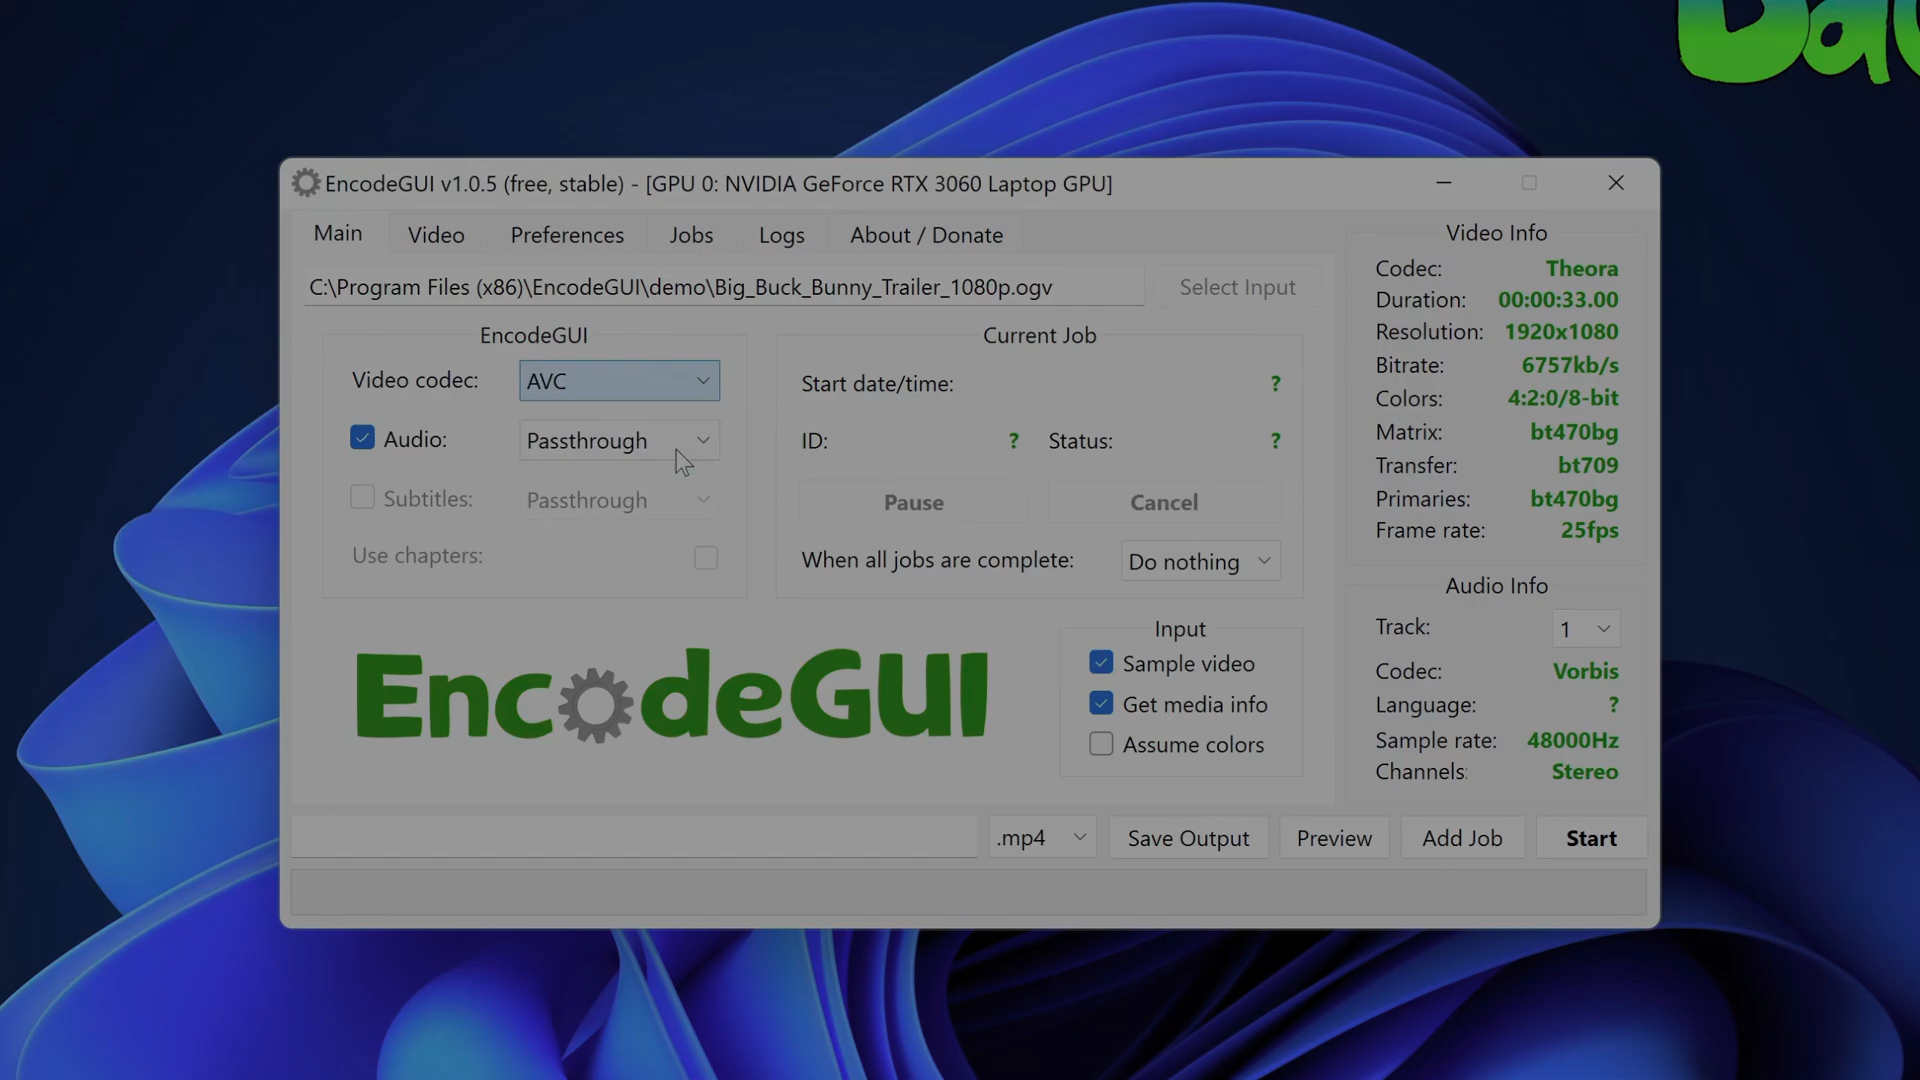 Da
EncodeGUI v1.0.5 (free, stable) - [GPU 0: NVIDIA GeForce RTX 3060 Laptop GPU]
Main Video Preferences Jobs Logs About / Donate
C:\Program Files (x86)\EncodeGUI\demo\Big_Buck_Bunny_Trailer_1080p.ogv Select Input
EncodeGUI
Video codec: AVC
Audio: Passthrough
Subtitles: Passthrough
Use chapters:
Current Job
Start date/time: ?
ID: ? Status: ?
Pause Cancel
When all jobs are complete: Do nothing
EncodeGUI
Input
Sample video
Get media info
Assume colors
Video Info
Codec: Theora
Duration: 00:00:33.00
Resolution: 1920x1080
Bitrate: 6757kb/s
Colors: 4:2:0/8-bit
Matrix: bt470bg
Transfer: bt709
Primaries: bt470bg
Frame rate: 25fps
Audio Info
Track: 1
Codec: Vorbis
Language: ?
Sample rate: 48000Hz
Channels: Stereo
.mp4 Save Output Preview Add Job Start